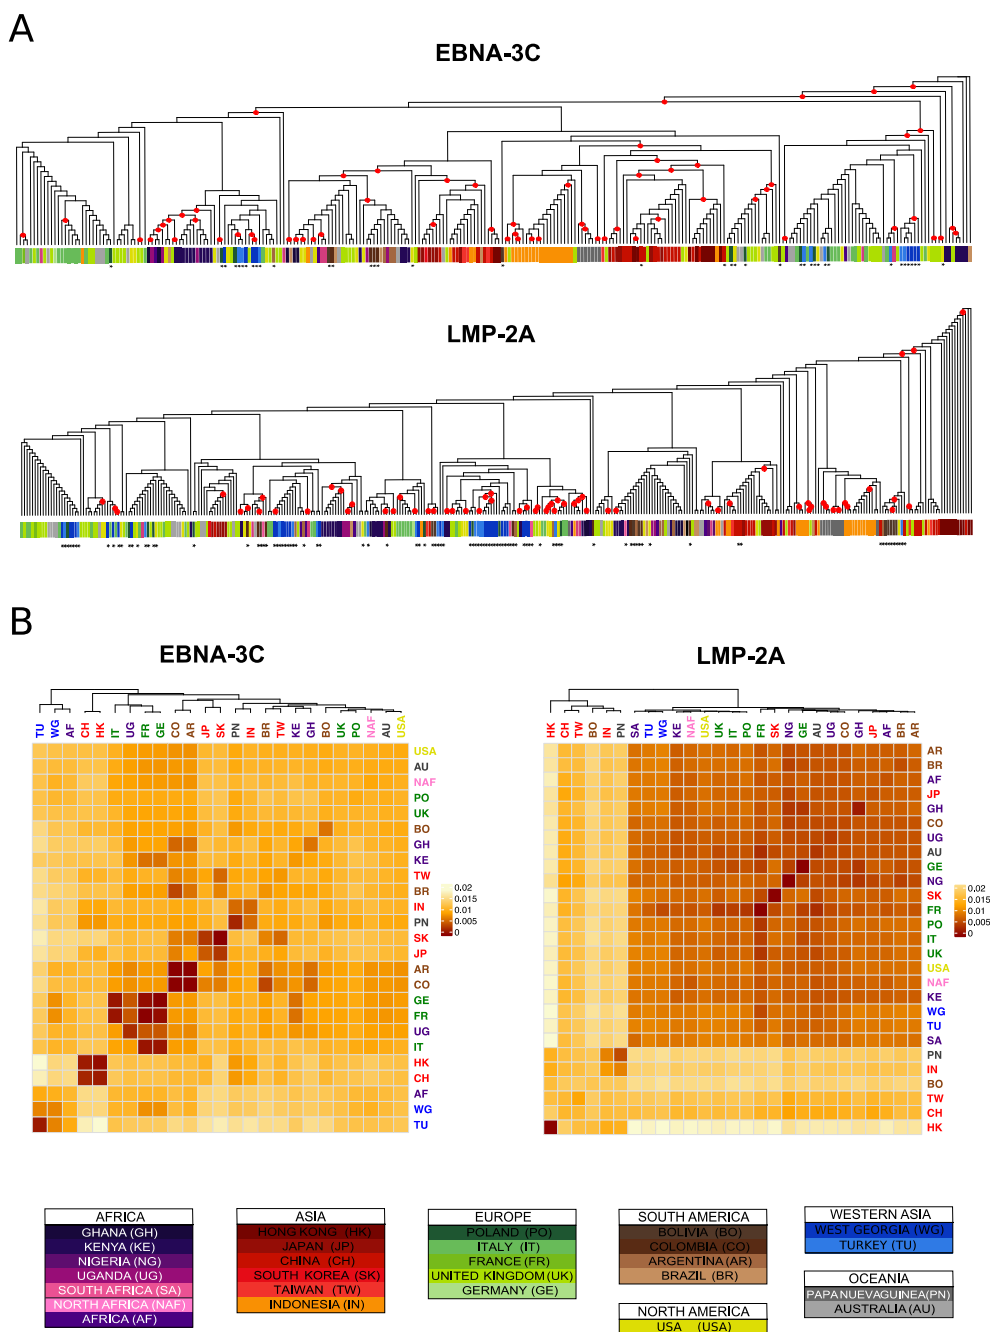 A
EBNA-3C
LMP-2A
B
EBNA-3C
TU WG AF CH HK IT UG FR GE CO AR JP SK PN IN BR TW KE GH BO UK PO NAF AU USA
USA
AU
NAF
PO
UK
BO
GH
KE
TW
BR
IN
PN
SK
JP
AR
CO
GE
FR
UG
IT
HK
CH
AF
WG
TU
0.02
0.015
0.005
0
LMP-2A
HK CH TW BO IN PN SA TU WG KE NAF USA UK IT PO FR SK NG GE AU UG CO GH JP AF BR AR
AR
BR
AF
JP
GH
CO
UG
AU
GE
NG
SK
FR
PO
IT
UK
USA
NAF
KE
WG
TU
SA
PN
IN
BO
TW
CH
HK
0.02
0.015
0.005
0
AFRICA
GHANA (GH)
KENYA (KE)
NIGERIA (NG)
UGANDA (UG)
SOUTH AFRICA (SA)
NORTH AFRICA (NAF)
AFRICA (AF)
ASIA
HONG KONG (HK)
JAPAN (JP)
CHINA (CH)
SOUTH KOREA (SK)
TAIWAN (TW)
INDONESIA (IN)
EUROPE
POLAND (PO)
ITALY (IT)
FRANCE (FR)
UNITED KINGDOM (UK)
GERMANY (GE)
SOUTH AMERICA
BOLIVIA (BO)
COLOMBIA (CO)
ARGENTINA (AR)
BRAZIL (BR)
NORTH AMERICA
USA (USA)
WESTERN ASIA
WEST GEORGIA (WG)
TURKEY (TU)
OCEANIA
PAPA NUEVAGUINEA(PN)
AUSTRALIA (AU)